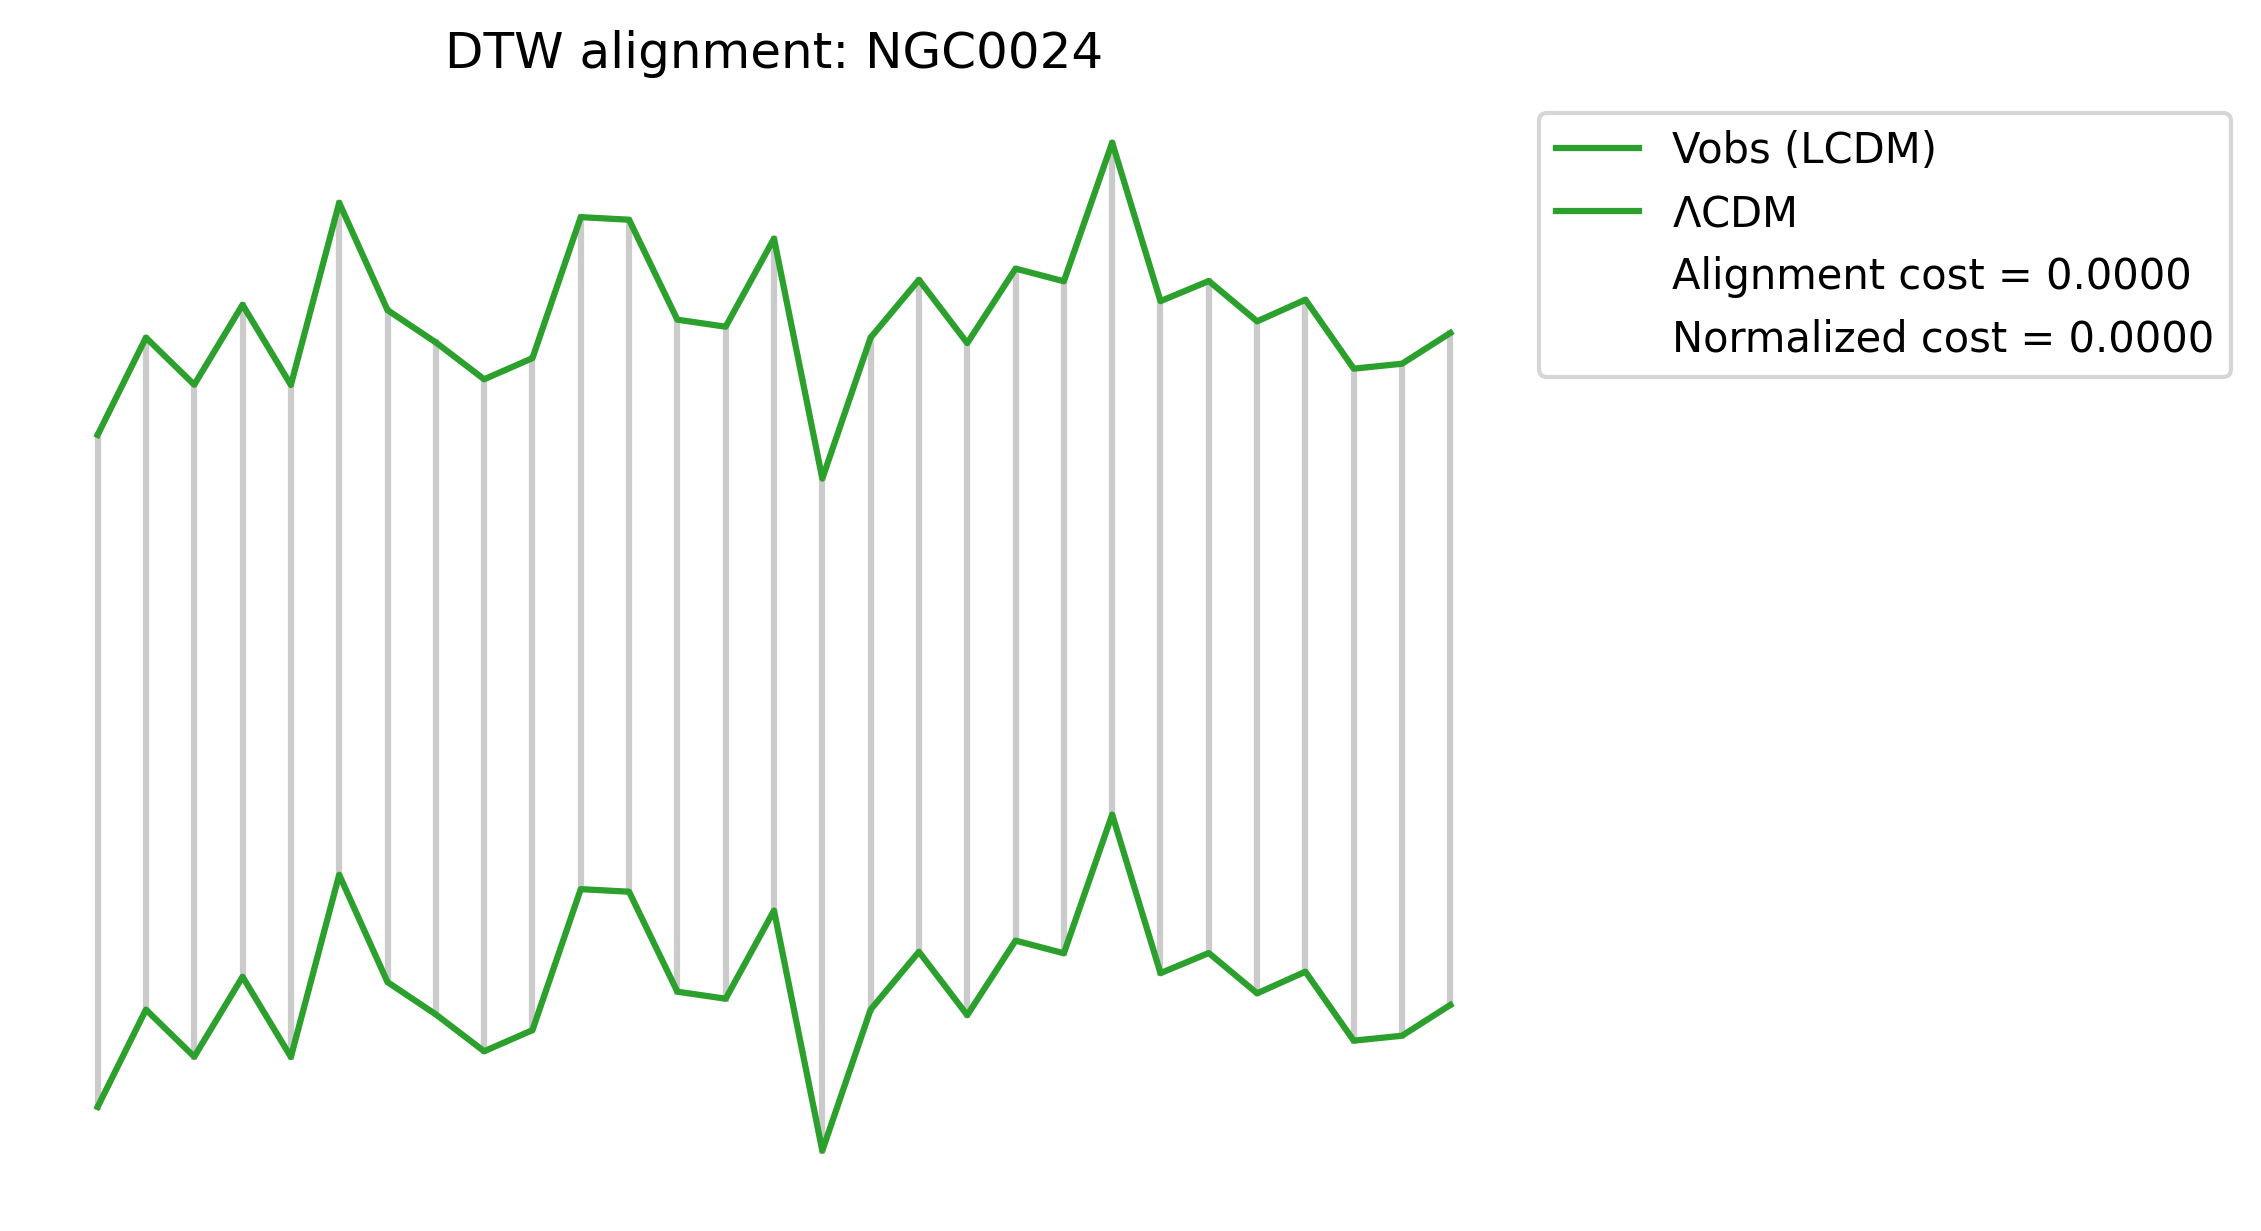 DTW alignment: NGC0024
Vobs (LCDM)
ΛCDM
Alignment cost = 0.0000
Normalized cost = 0.0000